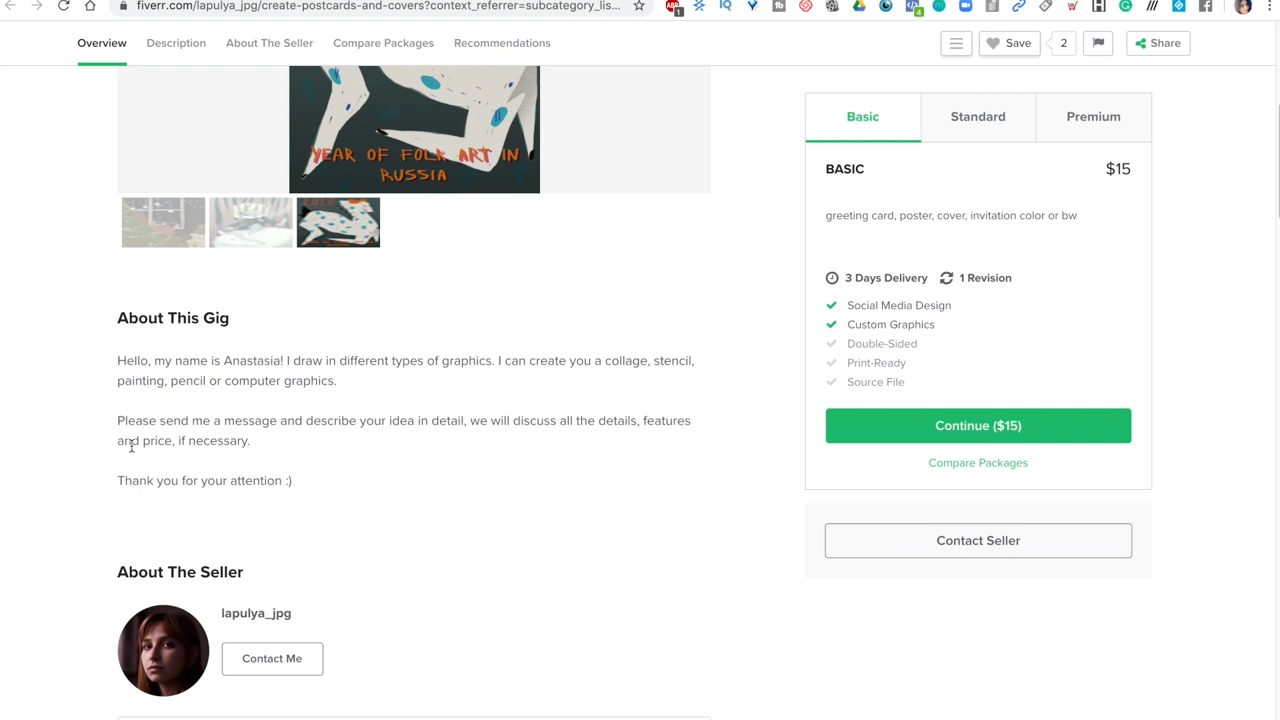 fiverr.com/lapulya_jpg/create-postcards-and-covers?context_referrer=subcategory_lis...
Overview
Description
About The Seller
Compare Packages
Recommendations
Save
2
Share
YEAR OF FOLK ART IN
RUSSIA
Basic
Standard
Premium
BASIC
$15
greeting card, poster, cover, invitation color or bw
3 Days Delivery
1 Revision
Social Media Design
Custom Graphics
Double-Sided
Print-Ready
Source File
Continue ($15)
Compare Packages
Contact Seller
About This Gig
Hello, my name is Anastasia! I draw in different types of graphics. I can create you a collage, stencil,
painting, pencil or computer graphics.
Please send me a message and describe your idea in detail, we will discuss all the details, features
and price, if necessary.
Thank you for your attention :)
About The Seller
lapulya_jpg
Contact Me